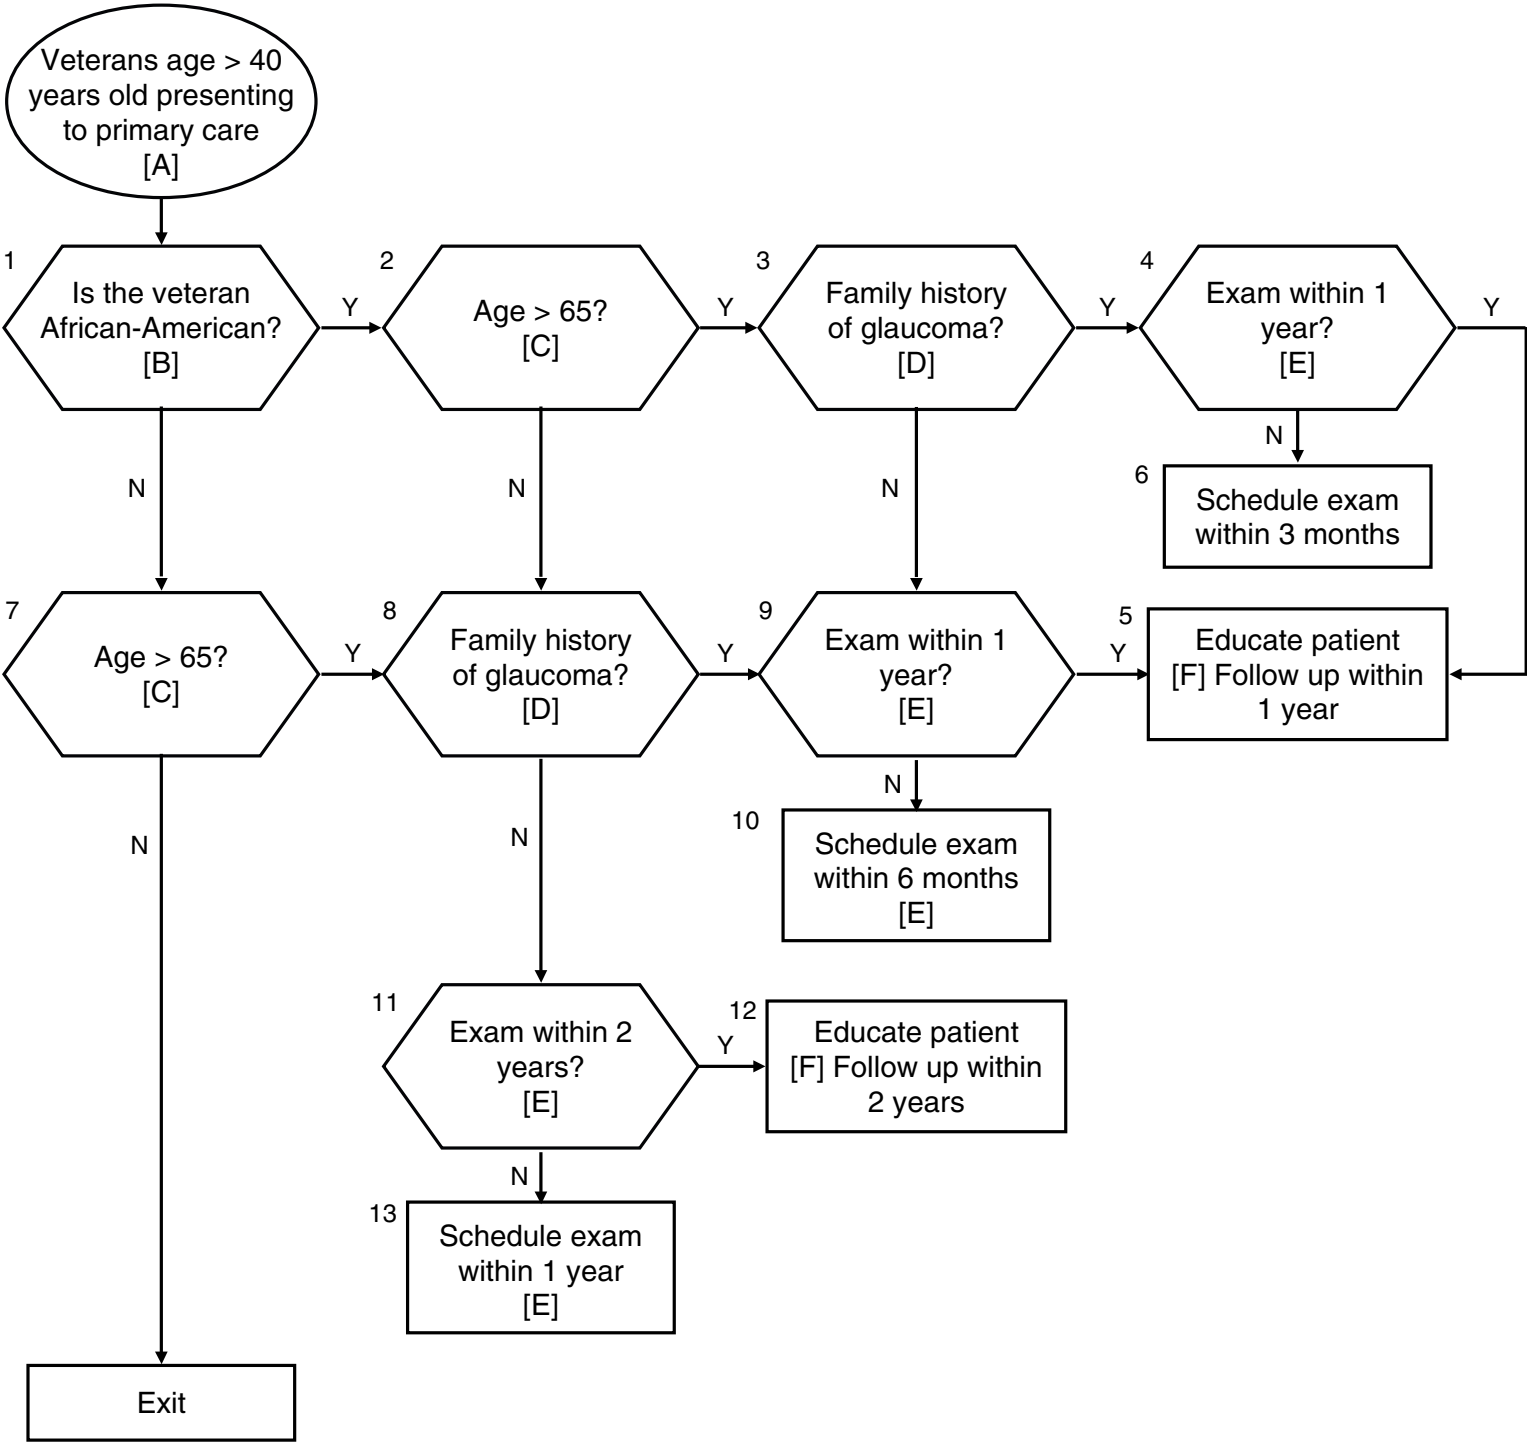 Veterans age > 40
years old presenting
to primary care
[A]
1
Is the veteran
African-American?
[B]
Y
2
Age > 65?
[C]
Y
3
Family history
of glaucoma?
[D]
Y
4
Exam within 1
year?
[E]
Y
N
N
N
N
6
Schedule exam
within 3 months
7
Age > 65?
[C]
Y
8
Family history
of glaucoma?
[D]
Y
9
Exam within 1
year?
[E]
Y
5
Educate patient
[F] Follow up within
1 year
N
N
N
10
Schedule exam
within 6 months
[E]
11
Exam within 2
years?
[E]
Y
12
Educate patient
[F] Follow up within
2 years
N
13
Schedule exam
within 1 year
[E]
Exit